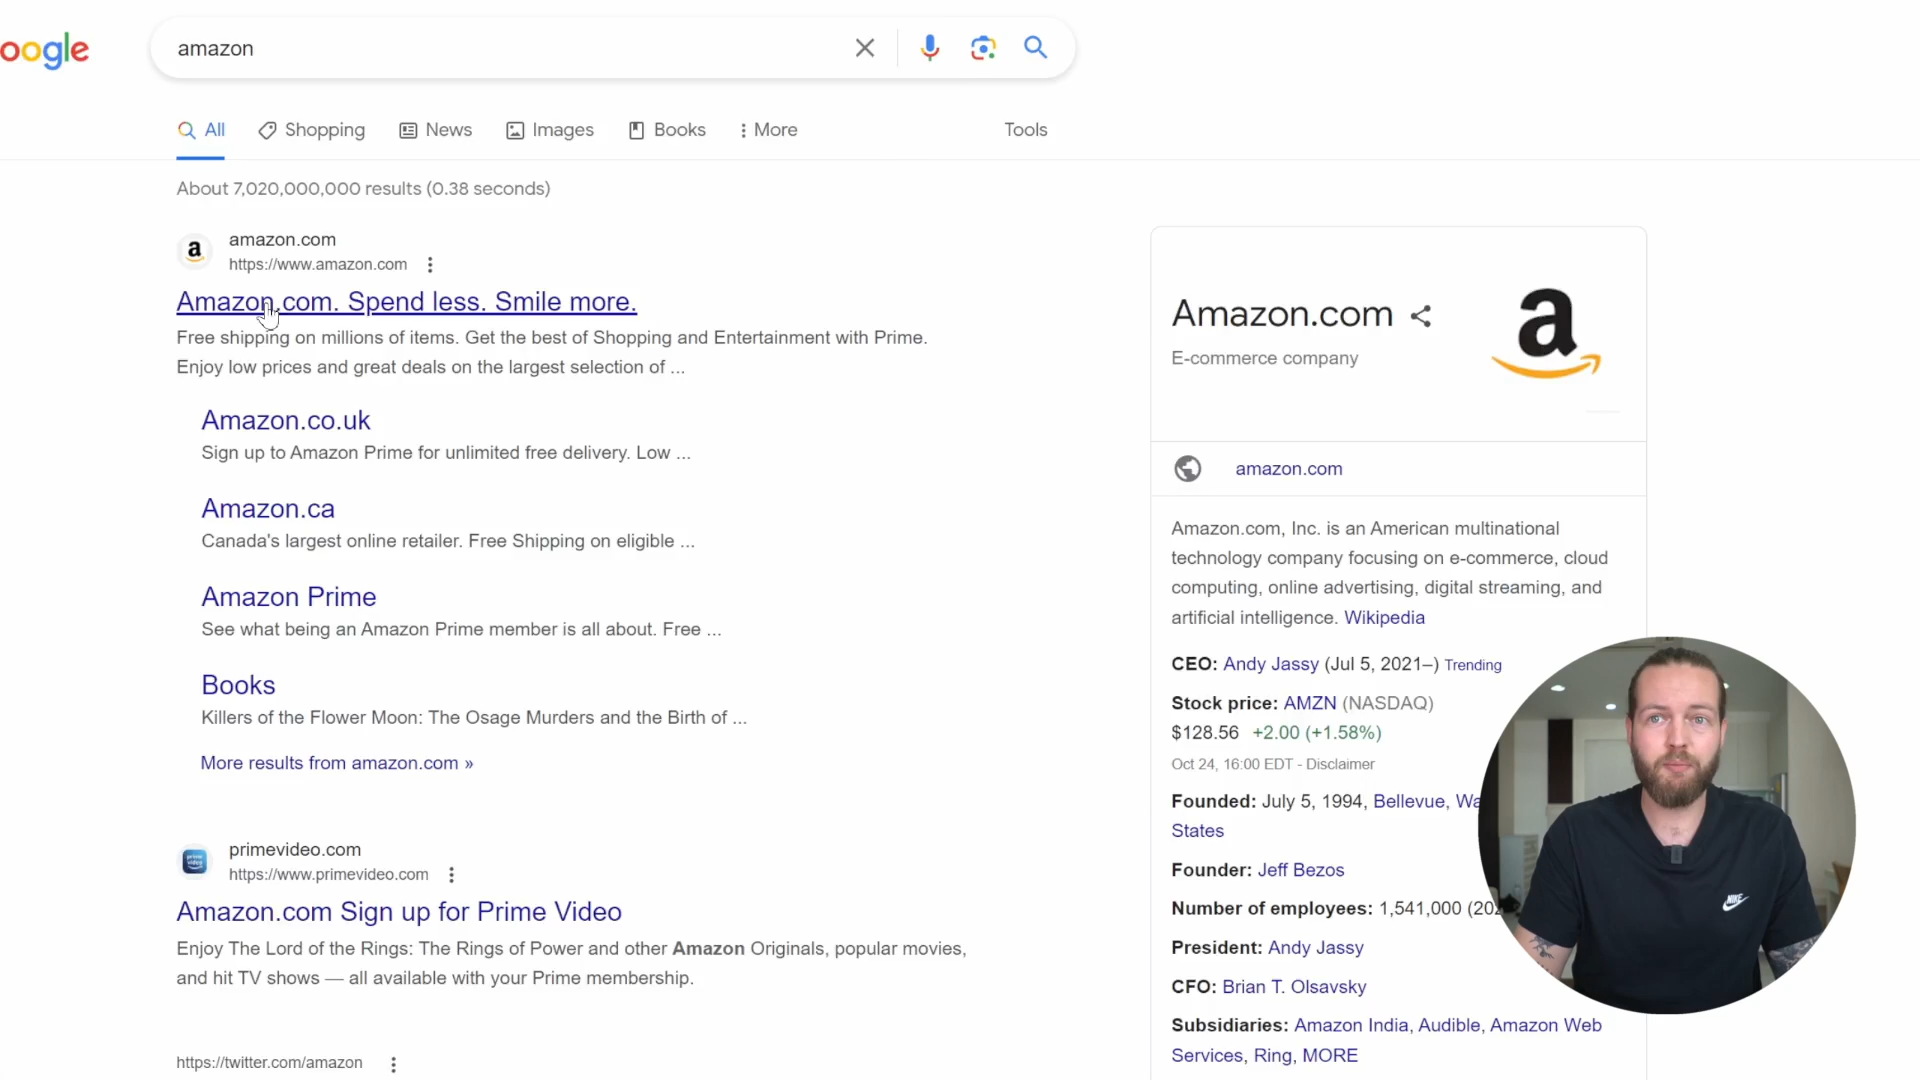 oogle
amazon
All
Shopping
News
Images
Books
More
Tools
About 7,020,000,000 results (0.38 seconds)
a
amazon.com
https://www.amazon.com
Amazon.com. Spend less. Smile more.
Free shipping on millions of items. Get the best of Shopping and Entertainment with Prime.
Enjoy low prices and great deals on the largest selection of ...
Amazon.co.uk
Sign up to Amazon Prime for unlimited free delivery. Low ...
Amazon.ca
Canada's largest online retailer. Free Shipping on eligible ...
Amazon Prime
See what being an Amazon Prime member is all about. Free ...
Books
Killers of the Flower Moon: The Osage Murders and the Birth of ...
More results from amazon.com »
prime video
primevideo.com
https://www.primevideo.com
Amazon.com Sign up for Prime Video
Enjoy The Lord of the Rings: The Rings of Power and other Amazon Originals, popular movies,
and hit TV shows — all available with your Prime membership.
https://twitter.com/amazon
Amazon.com
E-commerce company
a
amazon.com
Amazon.com, Inc. is an American multinational
technology company focusing on e-commerce, cloud
computing, online advertising, digital streaming, and
artificial intelligence. Wikipedia
CEO: Andy Jassy (Jul 5, 2021–) Trending
Stock price: AMZN (NASDAQ)
$128.56 +2.00 (+1.58%)
Oct 24, 16:00 EDT - Disclaimer
Founded: July 5, 1994, Bellevue, Wa
States
Founder: Jeff Bezos
Number of employees: 1,541,000 (202
President: Andy Jassy
CFO: Brian T. Olsavsky
Subsidiaries: Amazon India, Audible, Amazon Web
Services, Ring, MORE
NIKE